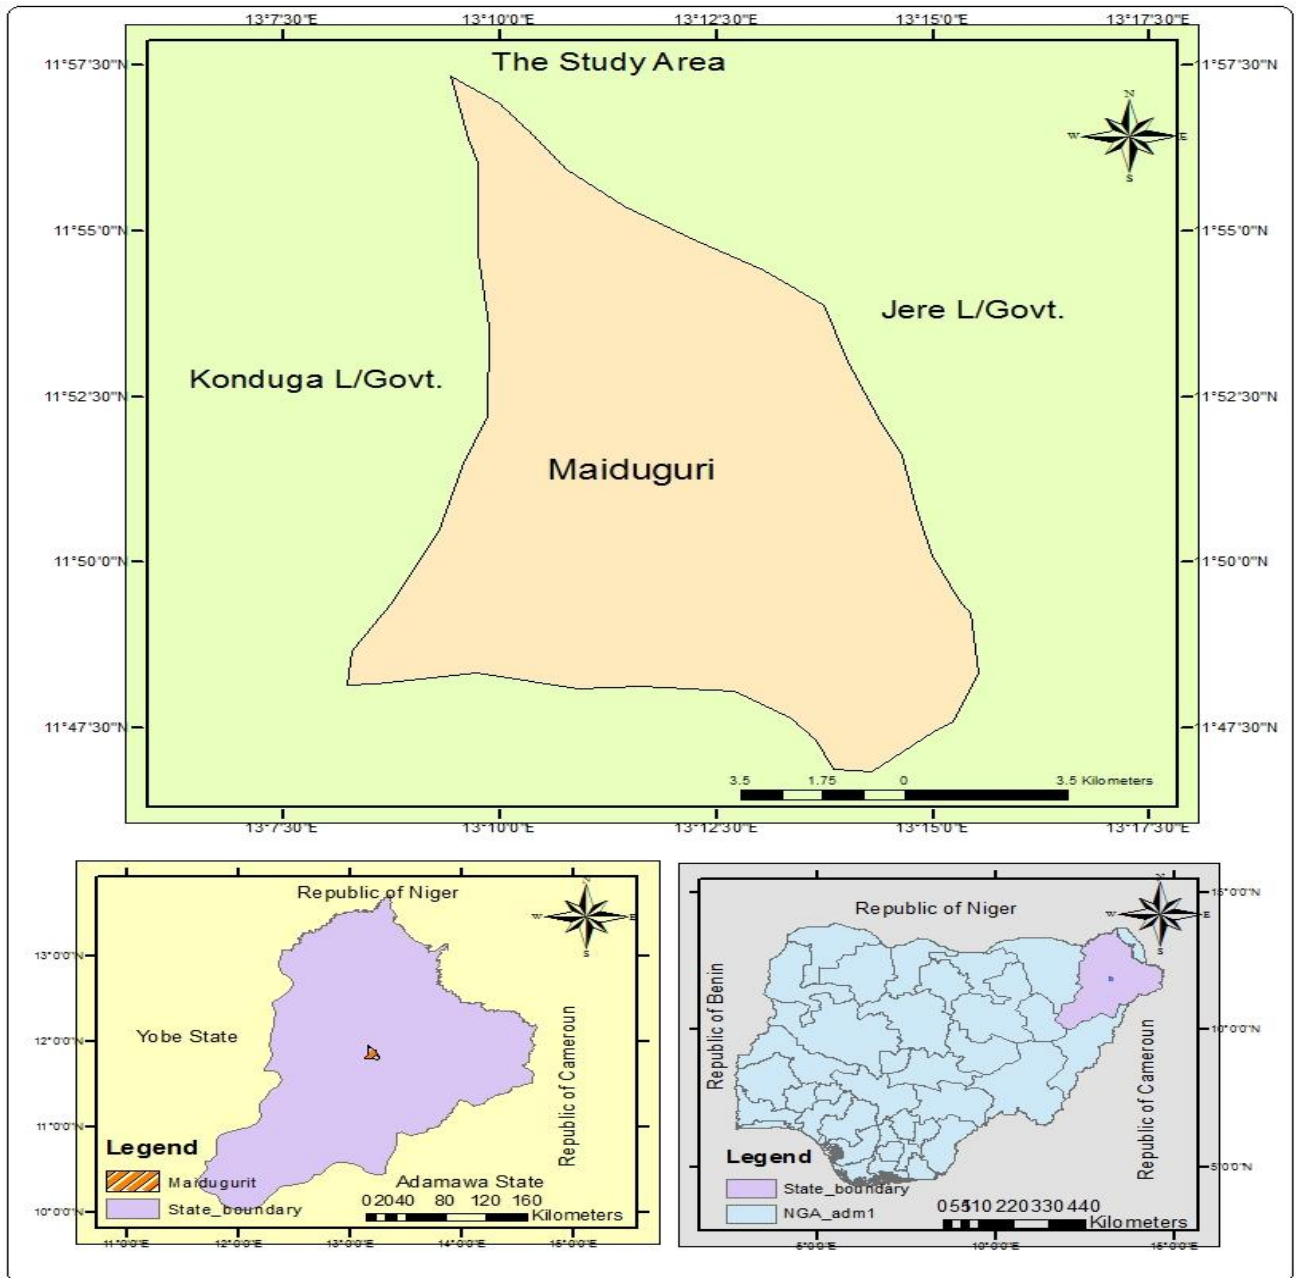 13°7'30"E 13°10'0"E 13°12'30"E 13°15'0"E 13°17'30"E
The Study Area
11°57'30"N 11°57'30"N
N
W E
S
11°55'0"N 11°55'0"N
Jere L/Govt.
Konduga L/Govt.
11°52'30"N 11°52'30"N
Maiduguri
11°50'0"N 11°50'0"N
11°47'30"N 11°47'30"N
3.5 1.75 0 3.5 Kilometers
13°7'30"E 13°10'0"E 13°12'30"E 13°15'0"E 13°17'30"E
Republic of Niger
W E
S
13°0'0"N
Yobe State
12°0'0"N
Republic of Cameroun
11°0'0"N
Legend
Maidugurit
State_boundary
Adamawa State
0 20 40 80 120 160
Kilometers
10°0'0"N
11°0'0"E 12°0'0"E 13°0'0"E 14°0'0"E 15°0'0"E
Republic of Niger
N
W E
S
15°0'0"N
Republic of Benin
10°0'0"N
Republic of Cameroun
5°0'0"N
Legend
State_boundary
NGA_adm1
0 55 110 220 330 440
Kilometers
5°0'0"E 10°0'0"E 15°0'0"E